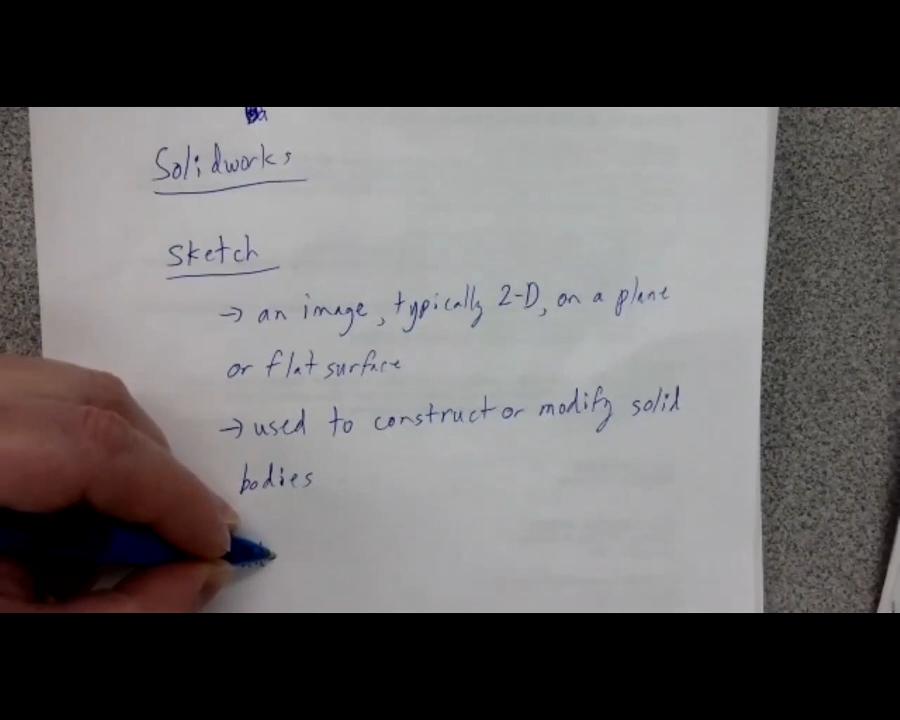 Solidworks
sketch
→ an image, typically 2-D, on a plane
or flat surface
→ used to construct or modify solid
bodies